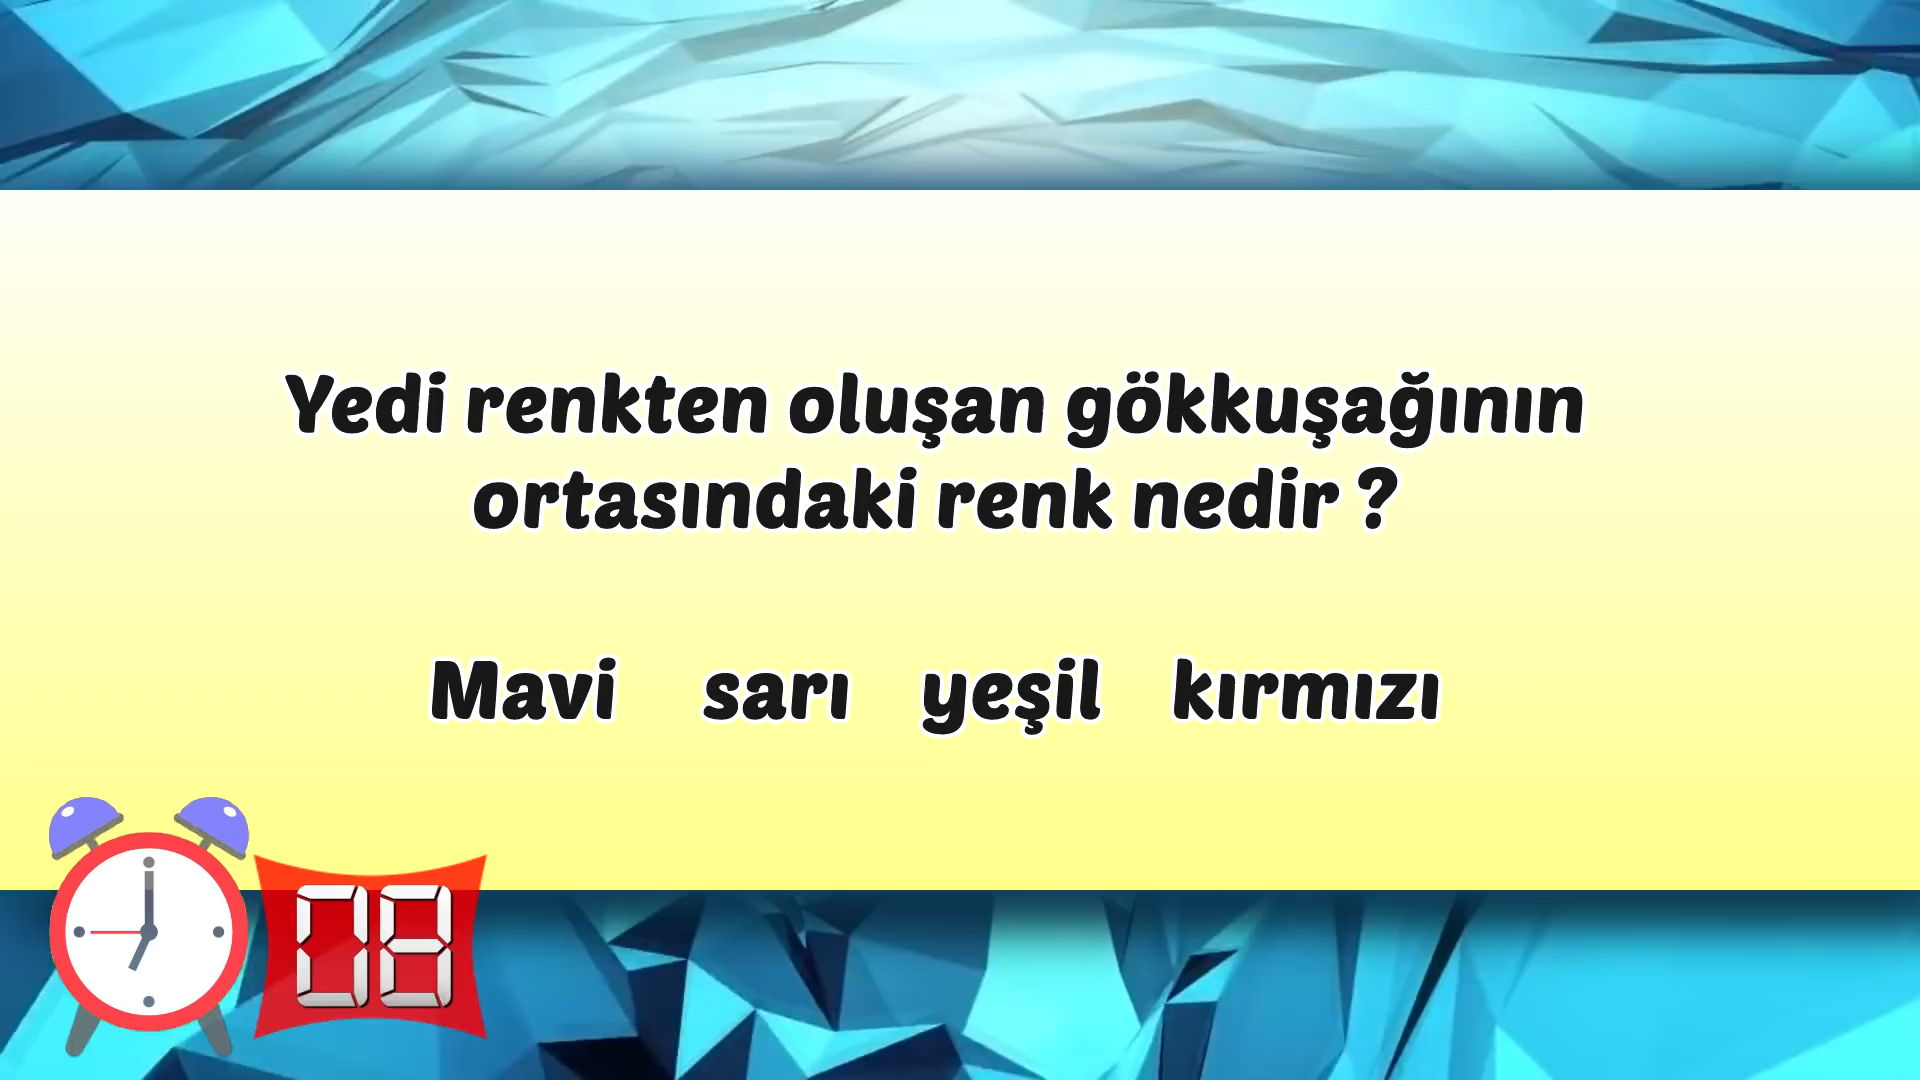 Yedi renkten oluşan gökkuşağının
ortasındaki renk nedir ?
Mavi sarı yeşil kırmızı
08